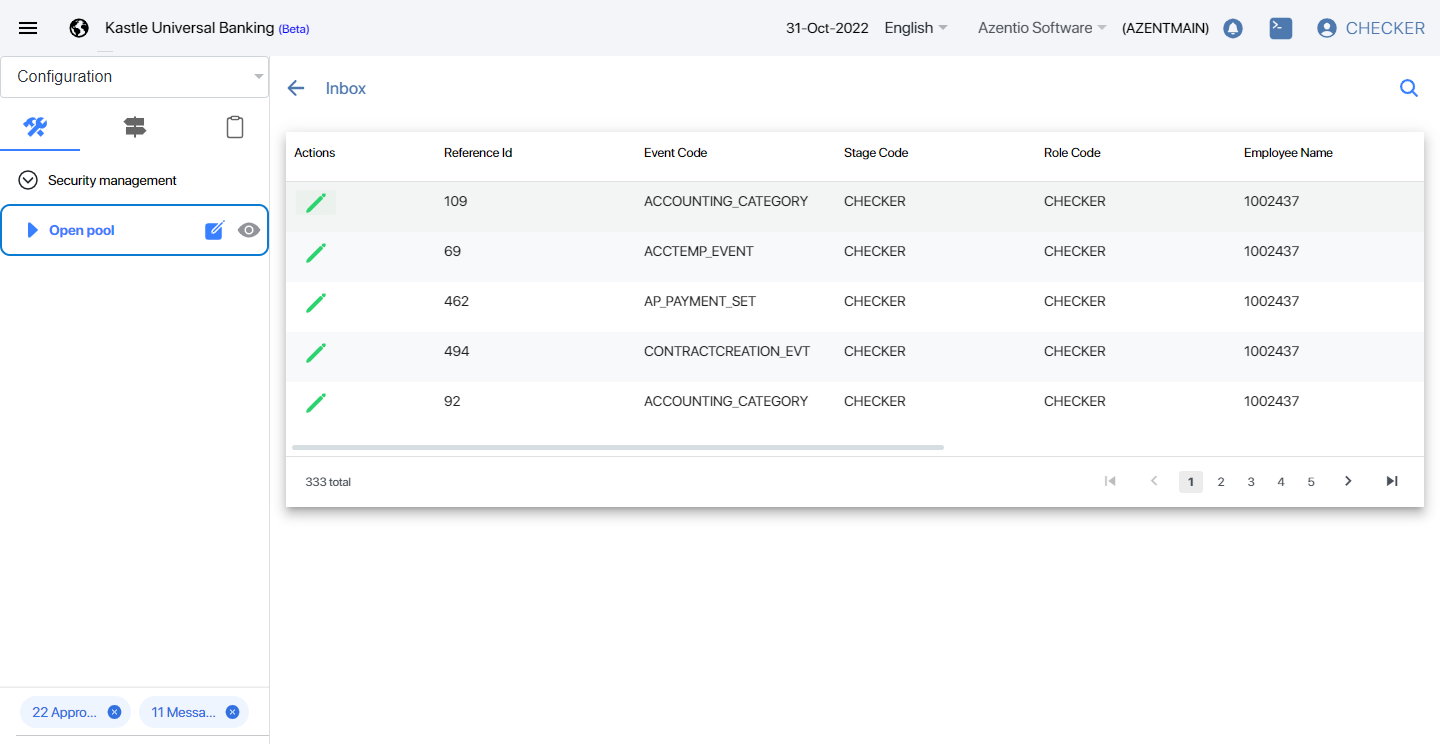 Kastle Universal Banking (Beta)
31-Oct-2022 English Azentio Software (AZENTMAIN) CHECKER
Configuration
Inbox
Security management
Open pool
Actions Reference Id Event Code Stage Code Role Code Employee Name
109 ACCOUNTING_CATEGORY CHECKER CHECKER 1002437
69 ACCTEMP_EVENT CHECKER CHECKER 1002437
462 AP_PAYMENT_SET CHECKER CHECKER 1002437
494 CONTRACTCREATION_EVT CHECKER CHECKER 1002437
92 ACCOUNTING_CATEGORY CHECKER CHECKER 1002437
333 total 1 2 3 4 5
22 Appro... 11 Messa...